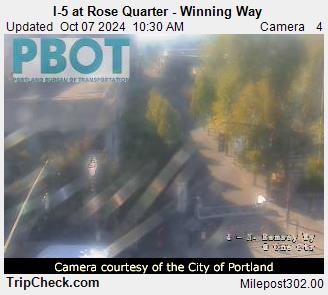 I-5 at Rose Quarter - Winning Way
Updated Oct 07 2024 10:30 AM Camera 4
PBOT
PORTLAND BUREAU OF TRANSPORTATION
Camera courtesy of the City of Portland
TripCheck.com Milepost302.00